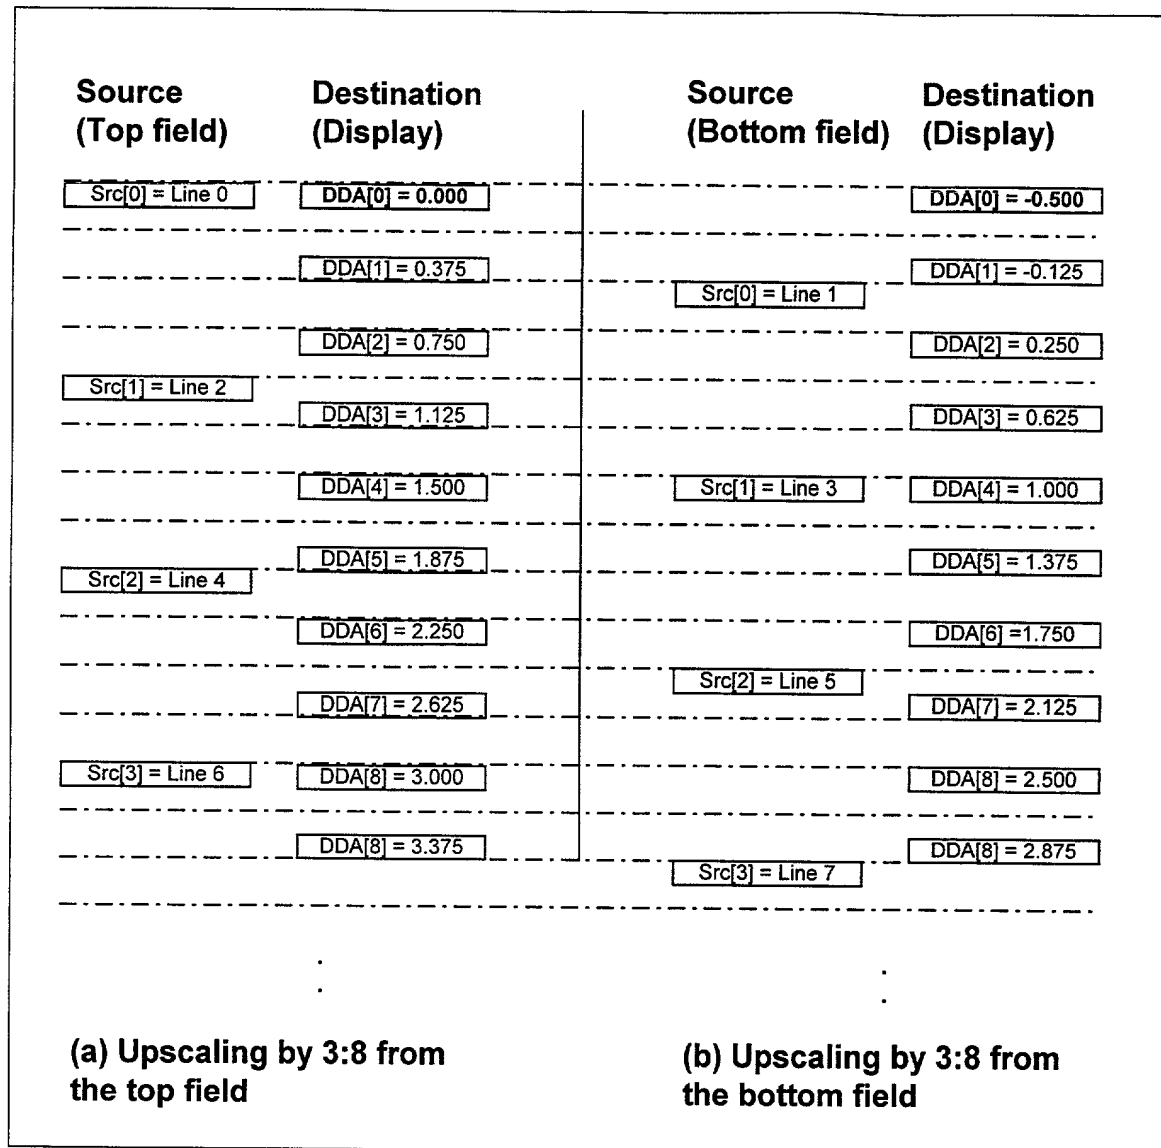 Source
(Top field)
Destination
(Display)
Src[0] = Line 0
DDA[0] = 0.000
DDA[1] = 0.375
DDA[2] = 0.750
Src[1] = Line 2
DDA[3] = 1.125
DDA[4] = 1.500
DDA[5] = 1.875
Src[2] = Line 4
DDA[6] = 2.250
DDA[7] = 2.625
Src[3] = Line 6
DDA[8] = 3.000
DDA[8] = 3.375
:
(a) Upscaling by 3:8 from
the top field
Source
(Bottom field)
Destination
(Display)
DDA[0] = -0.500
DDA[1] = -0.125
Src[0] = Line 1
DDA[2] = 0.250
DDA[3] = 0.625
Src[1] = Line 3
DDA[4] = 1.000
DDA[5] = 1.375
DDA[6] =1.750
Src[2] = Line 5
DDA[7] = 2.125
DDA[8] = 2.500
DDA[8] = 2.875
Src[3] = Line 7
:
(b) Upscaling by 3:8 from
the bottom field